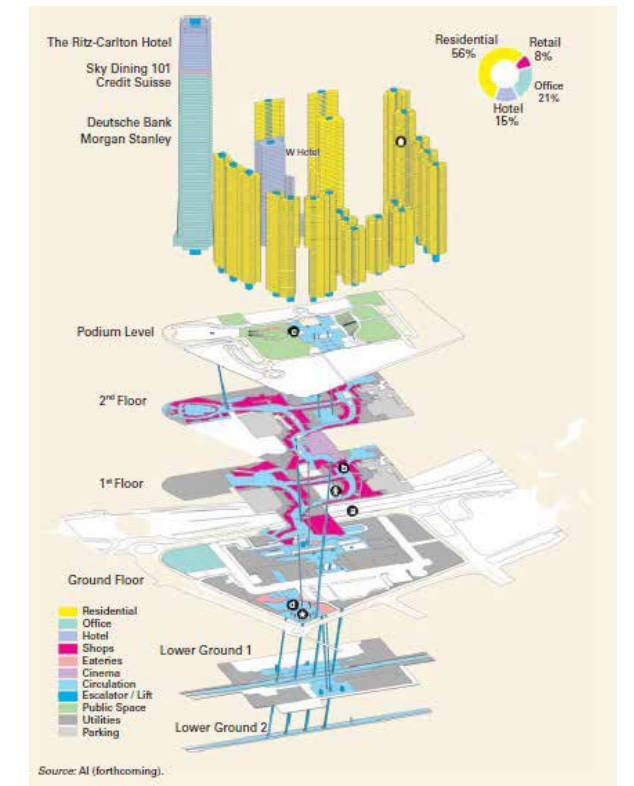 The Ritz-Carlton Hotel
Sky Dining 101
Credit Suisse
Deutsche Bank
Morgan Stanley
W Hotel
Residential
56%
Retail
8%
Office
21%
Hotel
15%
Podium Level
2nd Floor
1st Floor
Ground Floor
Lower Ground 1
Lower Ground 2
e
b
a
d
Residential
Office
Hotel
Shops
Eateries
Cinema
Circulation
Escalator / Lift
Public Space
Utilities
Parking
Source: AI (forthcoming).